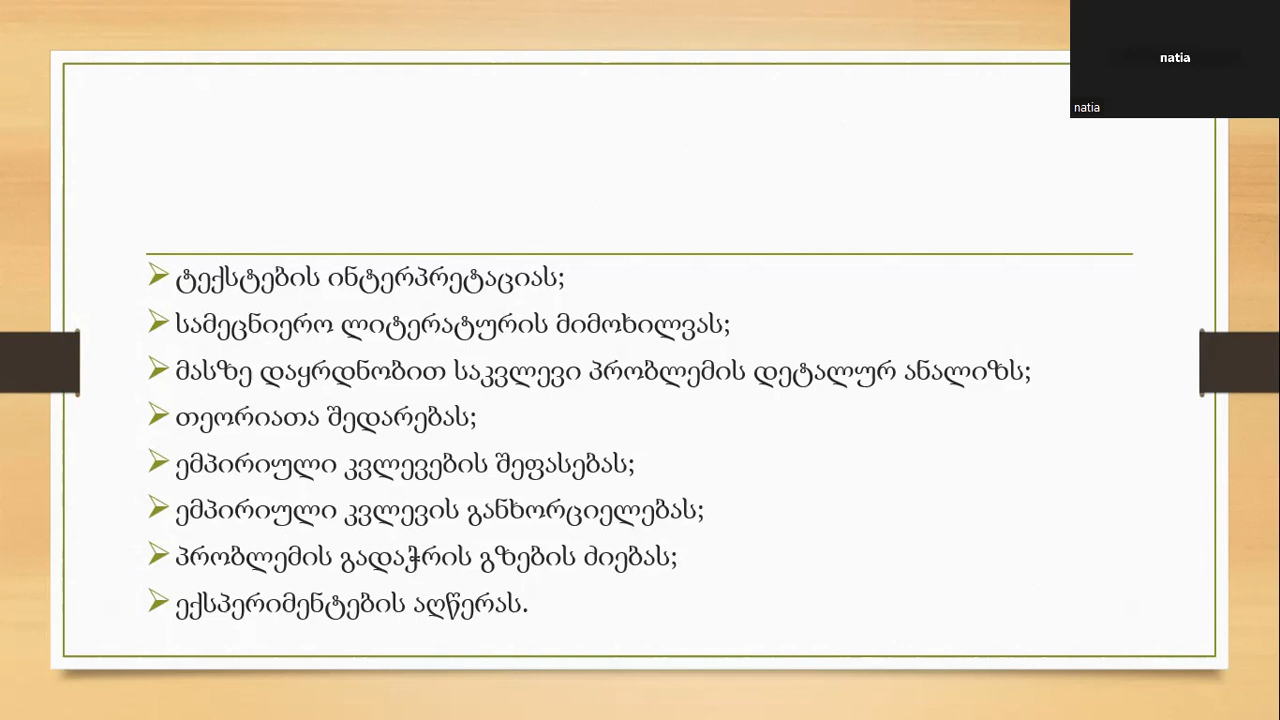 natia
natia
ტექსტების ინტერპრეტაციას;
სამეცნიერო ლიტერატურის მიმოხილვას;
მასზე დაყრდნობით საკვლევი პრობლემის დეტალურ ანალიზს;
თეორიათა შედარებას;
ემპირიული კვლევების შეფასებას;
ემპირიული კვლევის განხორციელებას;
პრობლემის გადაჭრის გზების ძიებას;
ექსპერიმენტების აღწერას.